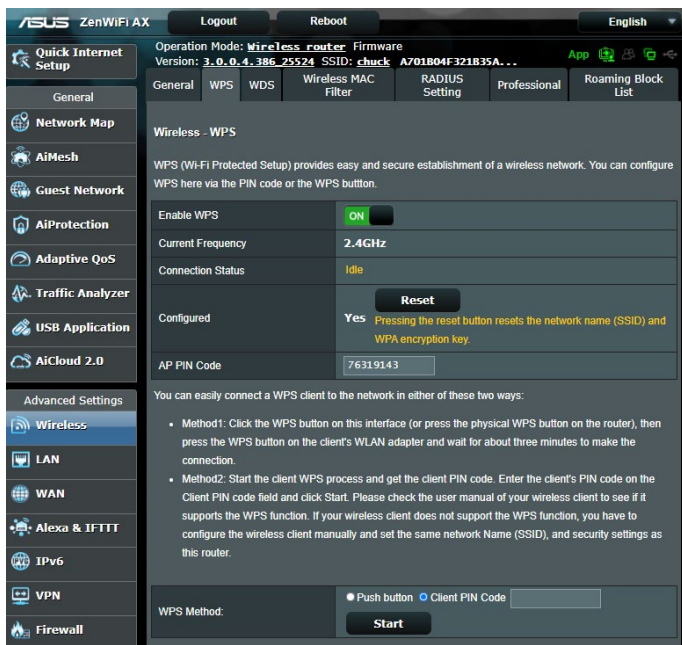 ASUS ZenWiFi AX
Logout
Reboot
English
Quick Internet
Setup
Operation Mode: Wireless router Firmware
Version: 3.0.0.4.386_25524 SSID: chuck A701B04F321B35A...
App
General
Network Map
AiMesh
Guest Network
AiProtection
Adaptive QoS
Traffic Analyzer
USB Application
AiCloud 2.0
Advanced Settings
Wireless
LAN
WAN
Alexa & IFTTT
IPv6
VPN
Firewall
General
WPS
WDS
Wireless MAC
Filter
RADIUS
Setting
Professional
Roaming Block
List
Wireless - WPS
WPS (Wi-Fi Protected Setup) provides easy and secure establishment of a wireless network. You can configure
WPS here via the PIN code or the WPS buttton.
Enable WPS
ON
Current Frequency
2.4GHz
Connection Status
Idle
Configured
Reset
Yes Pressing the reset button resets the network name (SSID) and
WPA encryption key.
AP PIN Code
76319143
You can easily connect a WPS client to the network in either of these two ways:
• Method1: Click the WPS button on this interface (or press the physical WPS button on the router), then
press the WPS button on the client's WLAN adapter and wait for about three minutes to make the
connection.
• Method2: Start the client WPS process and get the client PIN code. Enter the client's PIN code on the
Client PIN code field and click Start. Please check the user manual of your wireless client to see if it
supports the WPS function. If your wireless client does not support the WPS function, you have to
configure the wireless client manually and set the same network Name (SSID), and security settings as
this router.
WPS Method:
Push button Client PIN Code
Start